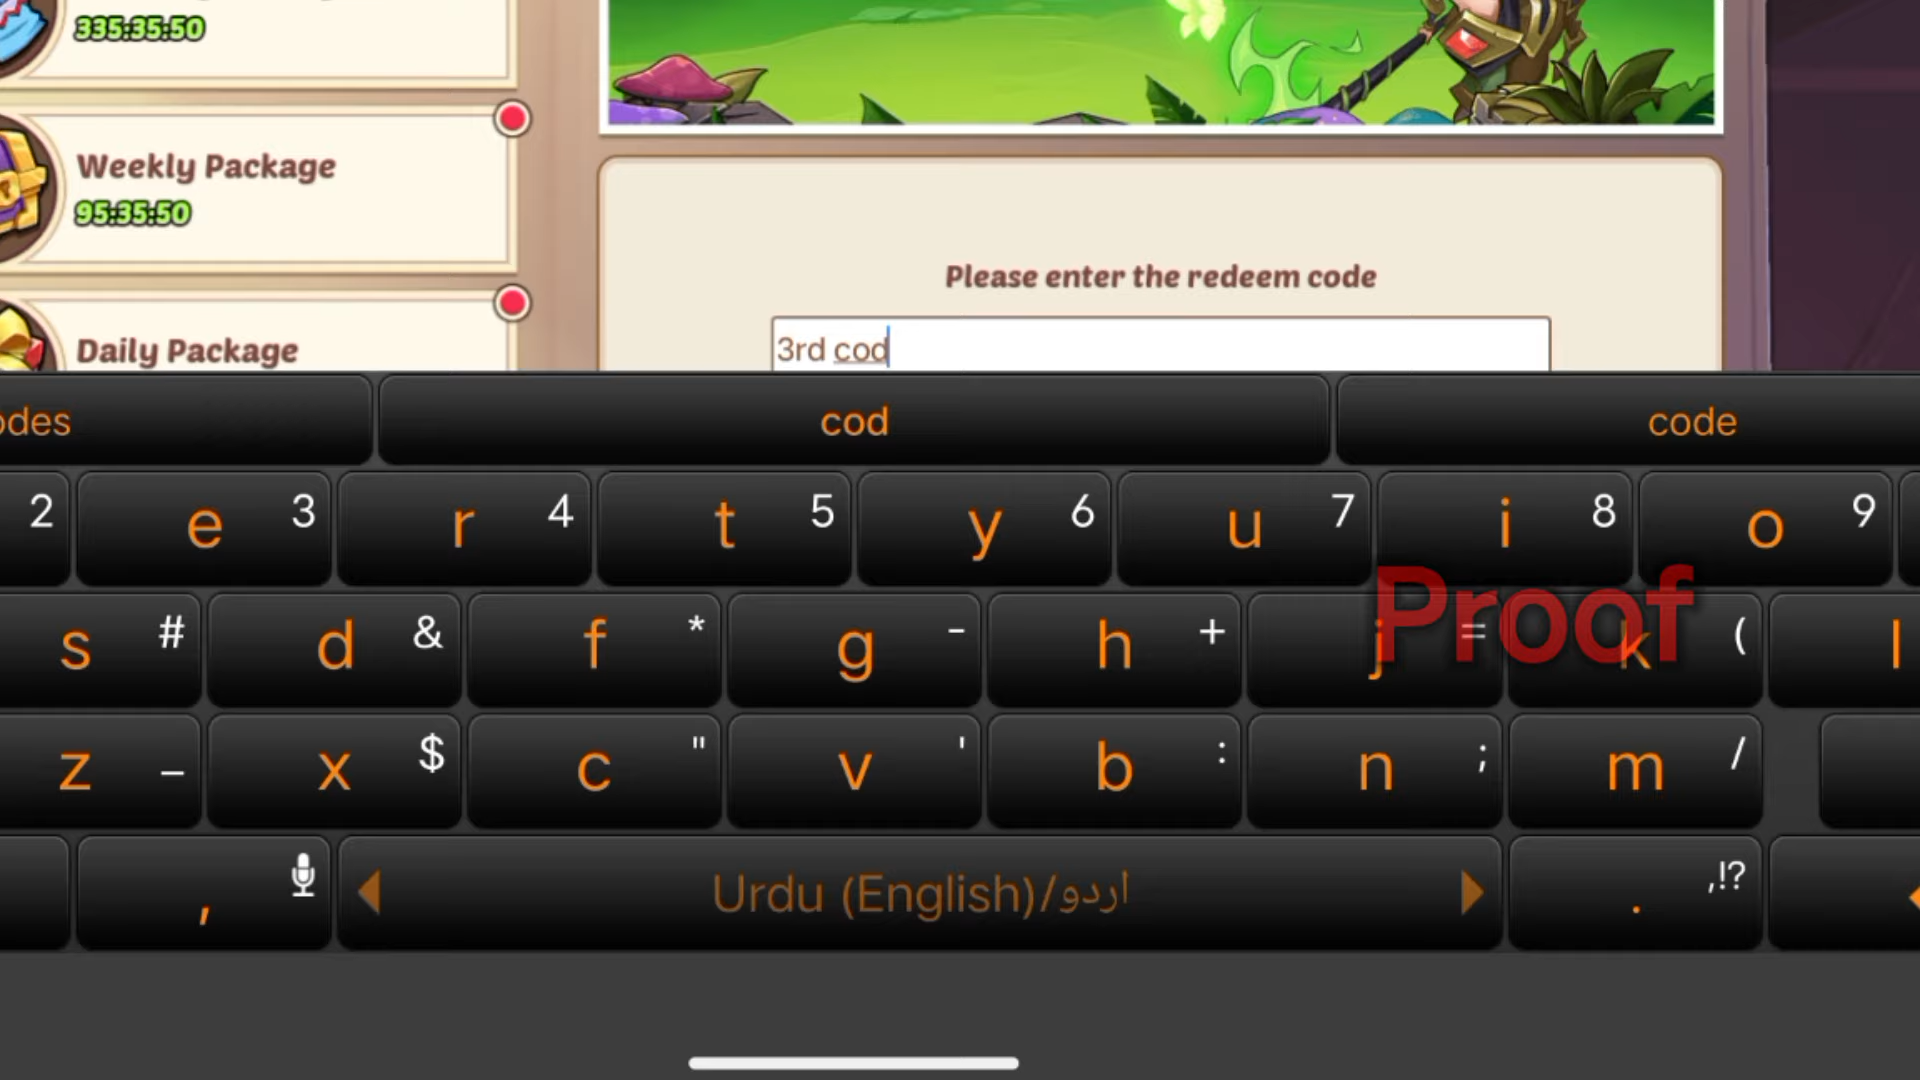 335:35:50
Weekly Package
95:35:50
Daily Package
Please enter the redeem code
3rd cod
odes cod code
2 e 3 r 4 t 5 y 6 u 7 i 8 o 9
Proof
s # d & f * g - h + j = k ( l
z _ x $ c " v ' b : n ; m /
, Urdu (English)/اردو . ,!?